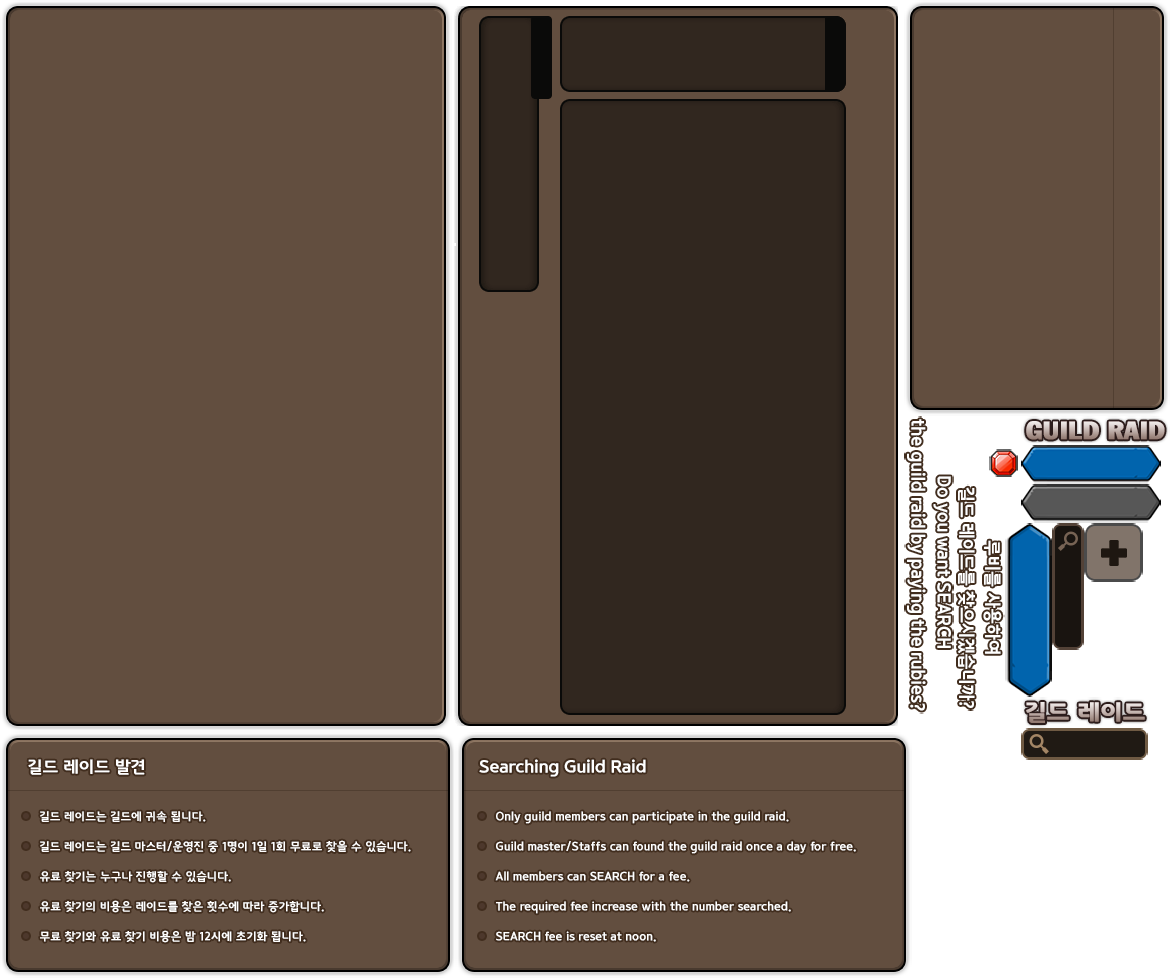 GUILD RAID
the guild raid by paying the rubies?
Do you want SEARCH
길드 레이드를 찾으시겠습니까?
루비를 사용하여
길드 레이드
길드 레이드 발견
길드 레이드는 길드에 귀속 됩니다.
길드 레이드는 길드 마스터/운영진 중 1명이 1일 1회 무료로 찾을 수 있습니다.
유료 찾기는 누구나 진행할 수 있습니다.
유료 찾기의 비용은 레이드를 찾은 횟수에 따라 증가합니다.
무료 찾기와 유료 찾기 비용은 밤 12시에 초기화 됩니다.
Searching Guild Raid
Only guild members can participate in the guild raid.
Guild master/Staffs can found the guild raid once a day for free.
All members can SEARCH for a fee.
The required fee increase with the number searched.
SEARCH fee is reset at noon.